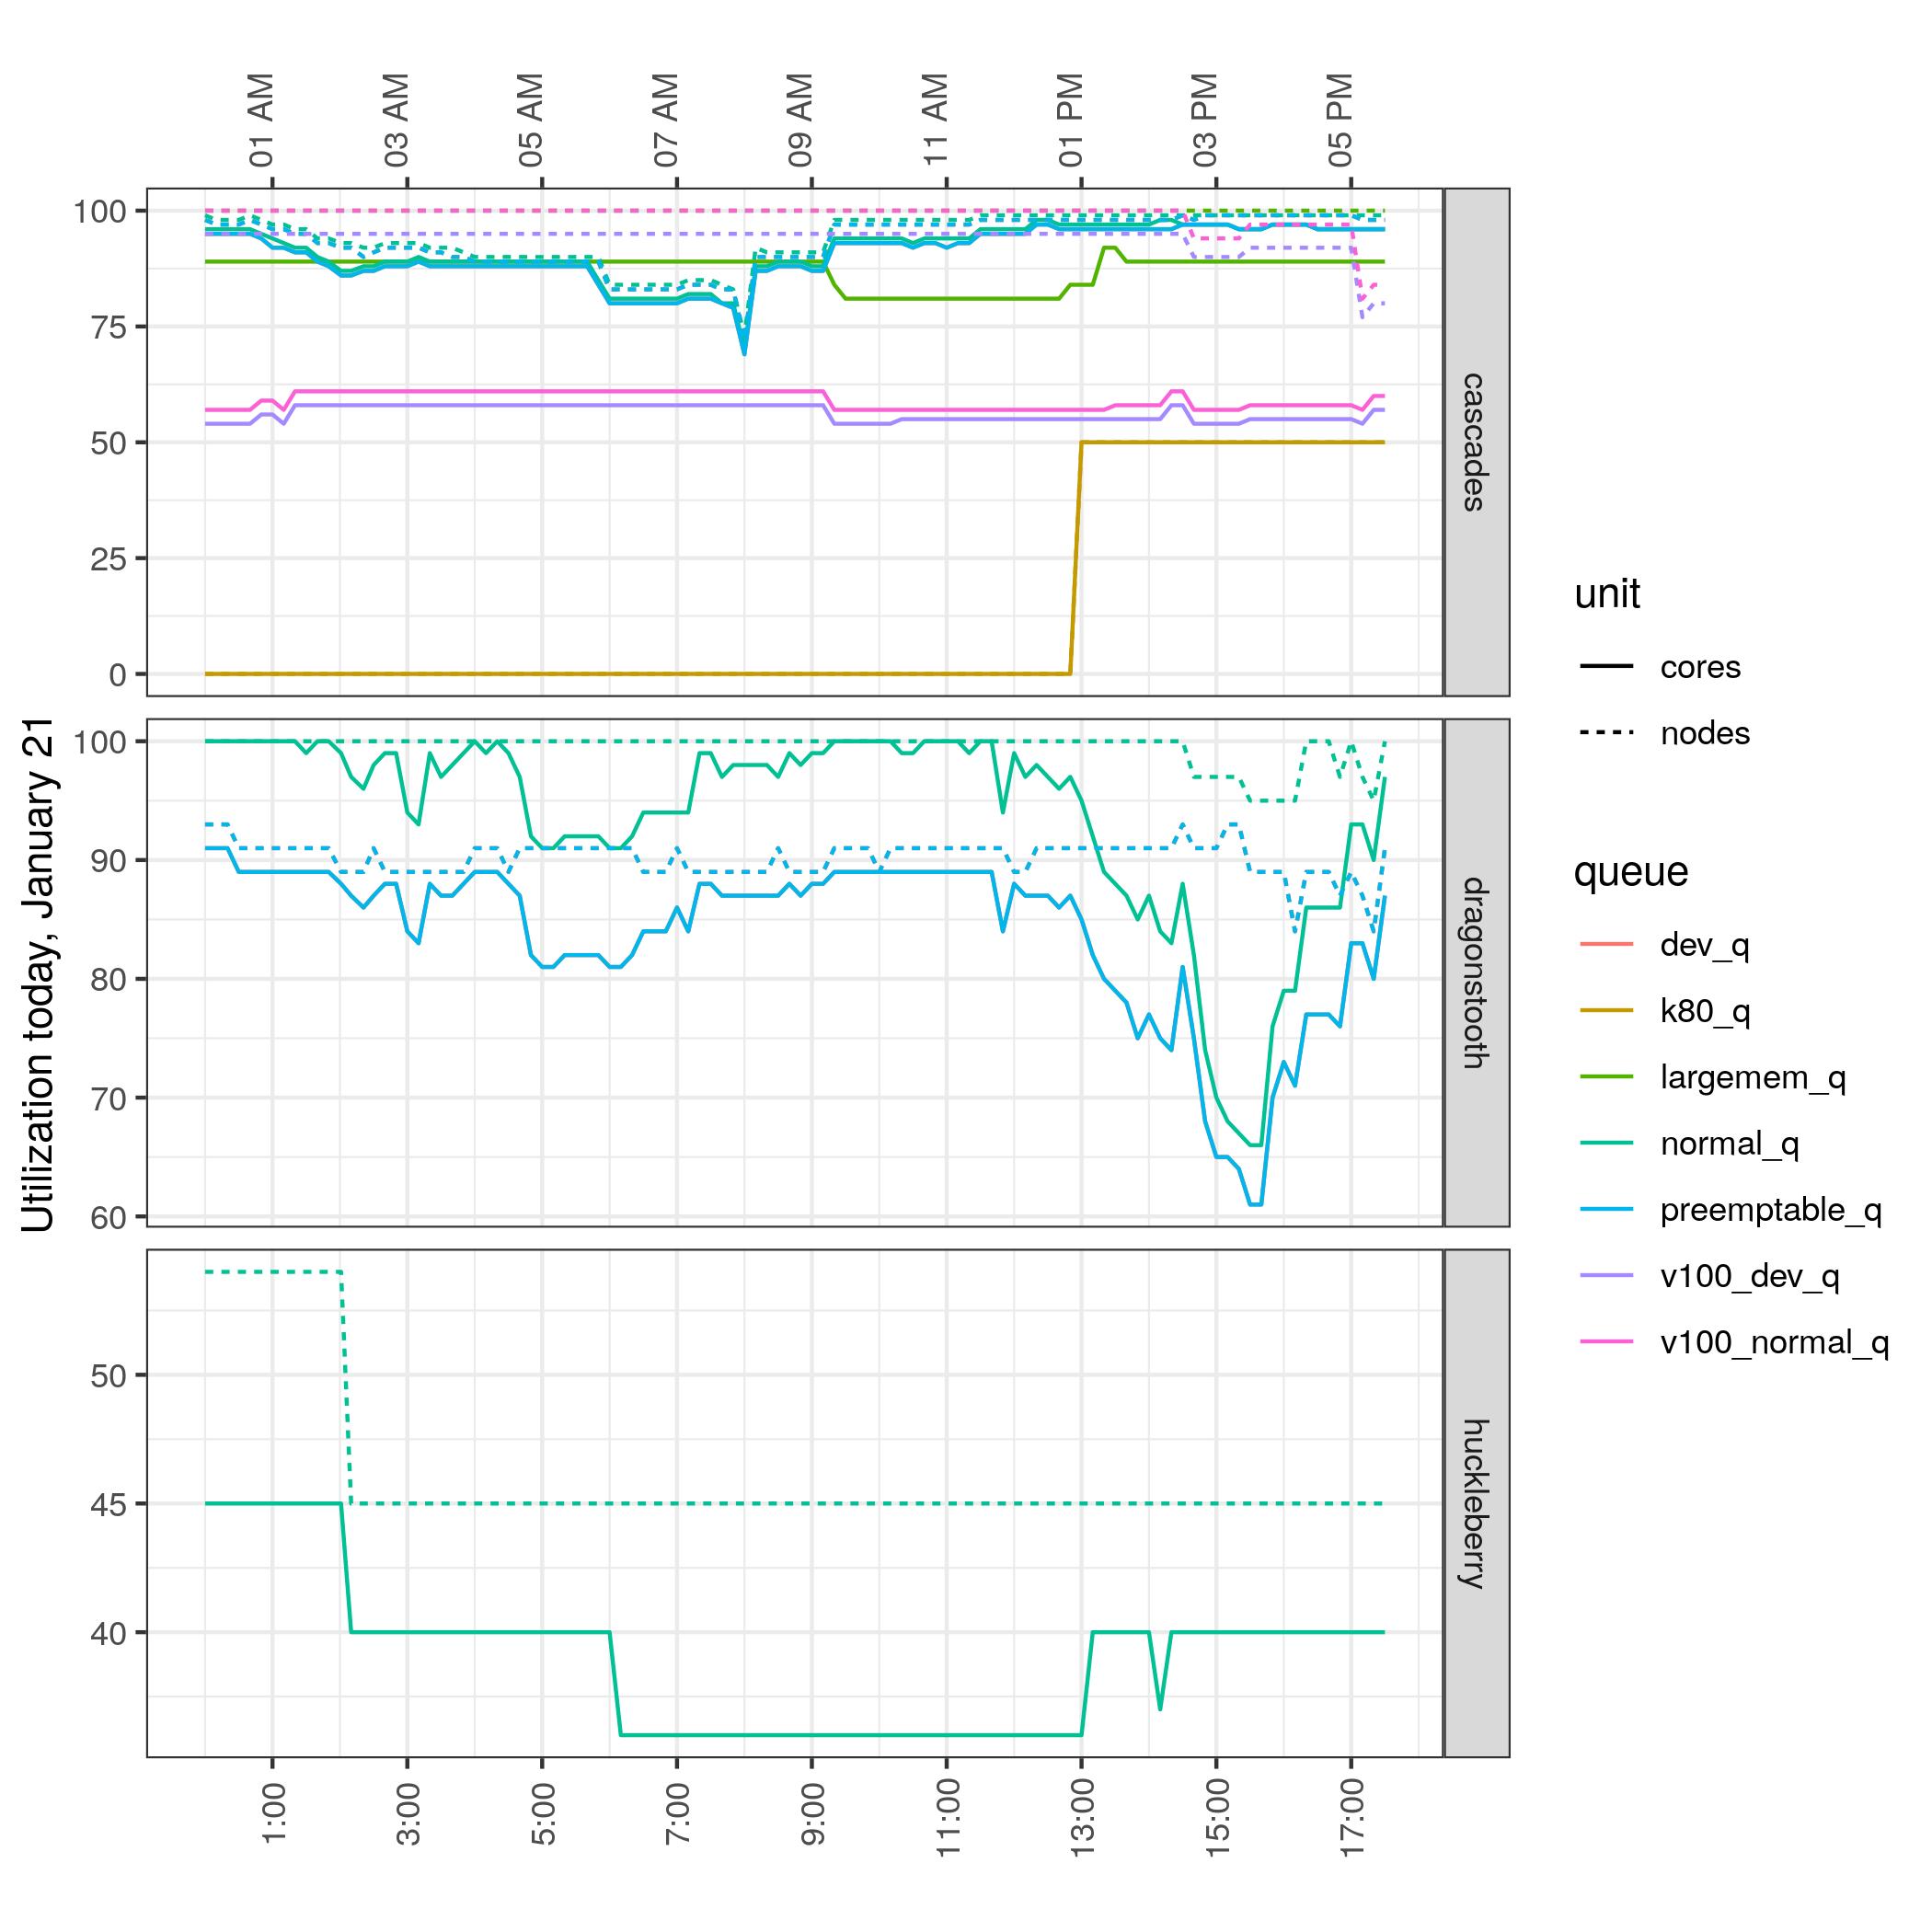 01 AM
03 AM
05 AM
07 AM
09 AM
11 AM
01 PM
03 PM
05 PM
Utilization today, January 21
100
75
50
25
0
cascades
100
90
80
70
60
dragonstooth
50
45
40
huckleberry
1:00
3:00
5:00
7:00
9:00
11:00
13:00
15:00
17:00
unit
cores
nodes
queue
dev_q
k80_q
largemem_q
normal_q
preemptable_q
v100_dev_q
v100_normal_q